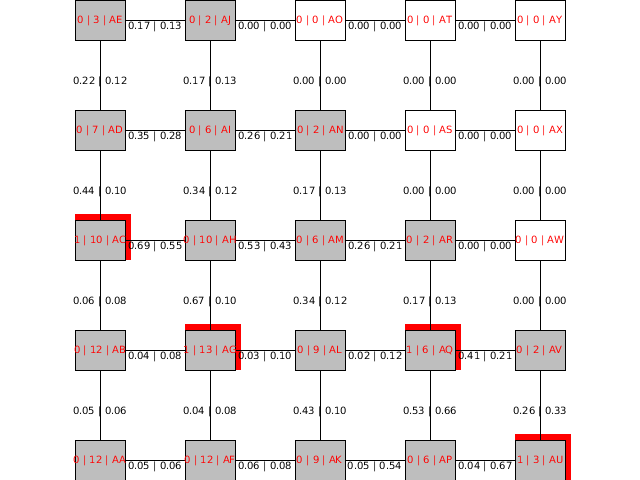 0 | 3 | AE 0.17 | 0.13 0 | 2 | AJ 0.00 | 0.00 0 | 0 | AO 0.00 | 0.00 0 | 0 | AT 0.00 | 0.00 0 | 0 | AY
0.22 | 0.12 0.17 | 0.13 0.00 | 0.00 0.00 | 0.00 0.00 | 0.00
0 | 7 | AD 0.35 | 0.28 0 | 6 | AI 0.26 | 0.21 0 | 2 | AN 0.00 | 0.00 0 | 0 | AS 0.00 | 0.00 0 | 0 | AX
0.44 | 0.10 0.34 | 0.12 0.17 | 0.13 0.00 | 0.00 0.00 | 0.00
1 | 10 | AC 0.69 | 0.55 0 | 10 | AH 0.53 | 0.43 0 | 6 | AM 0.26 | 0.21 0 | 2 | AR 0.00 | 0.00 0 | 0 | AW
0.06 | 0.08 0.67 | 0.10 0.34 | 0.12 0.17 | 0.13 0.00 | 0.00
0 | 12 | AB 0.04 | 0.08 1 | 13 | AG 0.03 | 0.10 0 | 9 | AL 0.02 | 0.12 1 | 6 | AQ 0.41 | 0.21 0 | 2 | AV
0.05 | 0.06 0.04 | 0.08 0.43 | 0.10 0.53 | 0.66 0.26 | 0.33
0 | 12 | AA 0.05 | 0.06 0 | 12 | AF 0.06 | 0.08 0 | 9 | AK 0.05 | 0.54 0 | 6 | AP 0.04 | 0.67 1 | 3 | AU